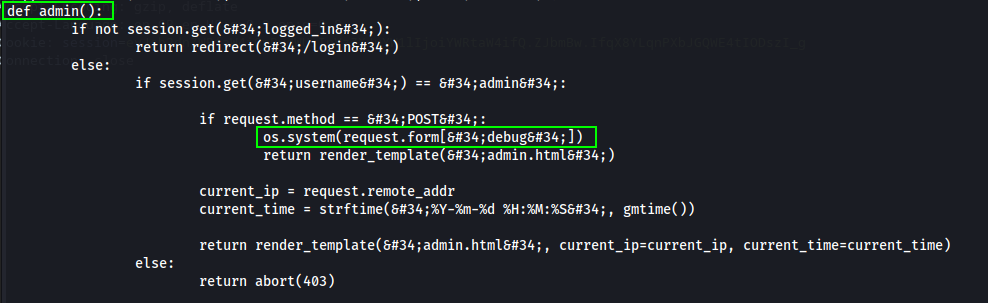 def admin():
if not session.get(&#34;logged_in&#34;):
return redirect(&#34;/login&#34;)
else:
if session.get(&#34;username&#34;) == &#34;admin&#34;:
if request.method == &#34;POST&#34;:
os.system(request.form[&#34;debug&#34;])
return render_template(&#34;admin.html&#34;)
current_ip = request.remote_addr
current_time = strftime(&#34;%Y-%m-%d %H:%M:%S&#34;, gmtime())
return render_template(&#34;admin.html&#34;, current_ip=current_ip, current_time=current_time)
else:
return abort(403)